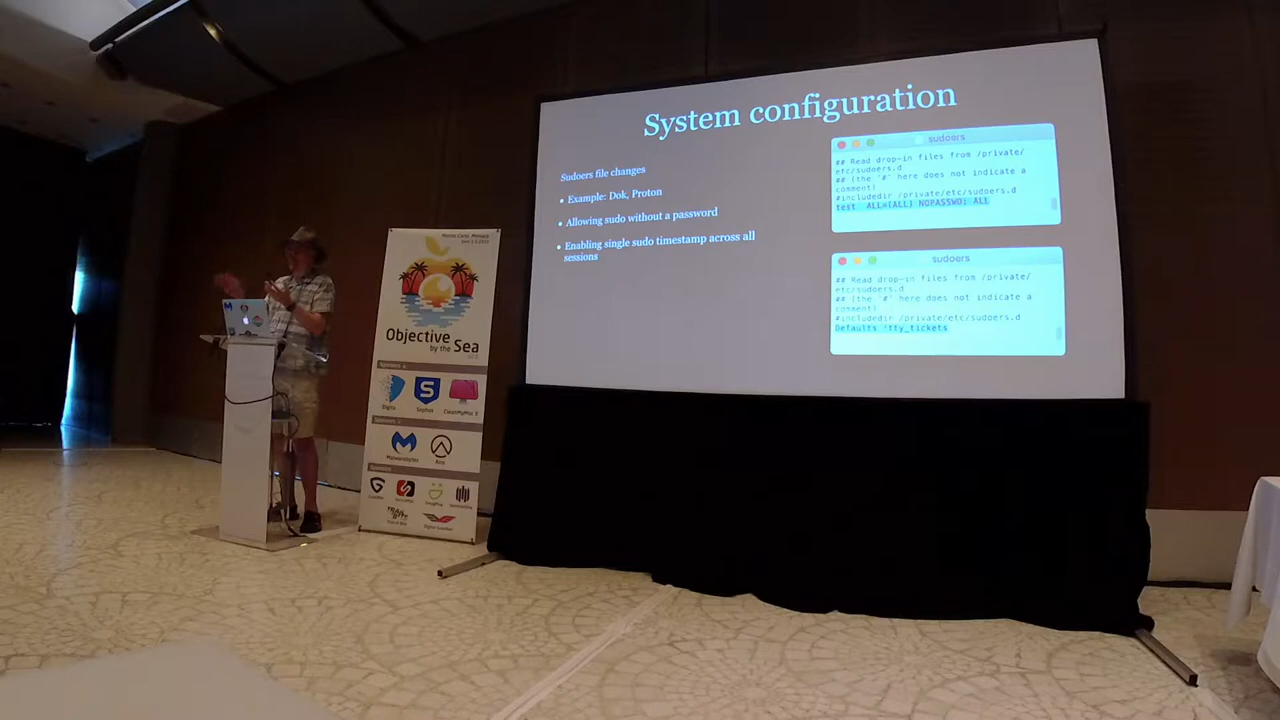 System configuration
Sudoers file changes
• Example: Dok, Proton
• Allowing sudo without a password
• Enabling single sudo timestamp across all
sessions
sudoers
## Read drop-in files from /private/
etc/sudoers.d
## (the '#' here does not indicate a
comment)
#includedir /private/etc/sudoers.d
test ALL=(ALL) NOPASSWD: ALL
sudoers
## Read drop-in files from /private/
etc/sudoers.d
## (the '#' here does not indicate a
comment)
#includedir /private/etc/sudoers.d
Defaults !tty_tickets
Objective
by the Sea
Digita
Sophos
CleanMyMac X
Malwarebytes